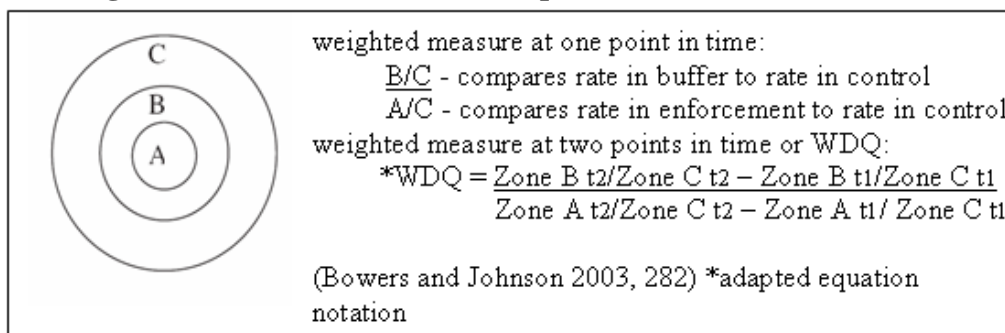 C
B
A
weighted measure at one point in time:
B/C - compares rate in buffer to rate in control
A/C - compares rate in enforcement to rate in control
weighted measure at two points in time or WDQ:
*WDQ = Zone B t2/Zone C t2 – Zone B t1/Zone C t1
Zone A t2/Zone C t2 – Zone A t1/ Zone C t1
(Bowers and Johnson 2003, 282) *adapted equation
notation